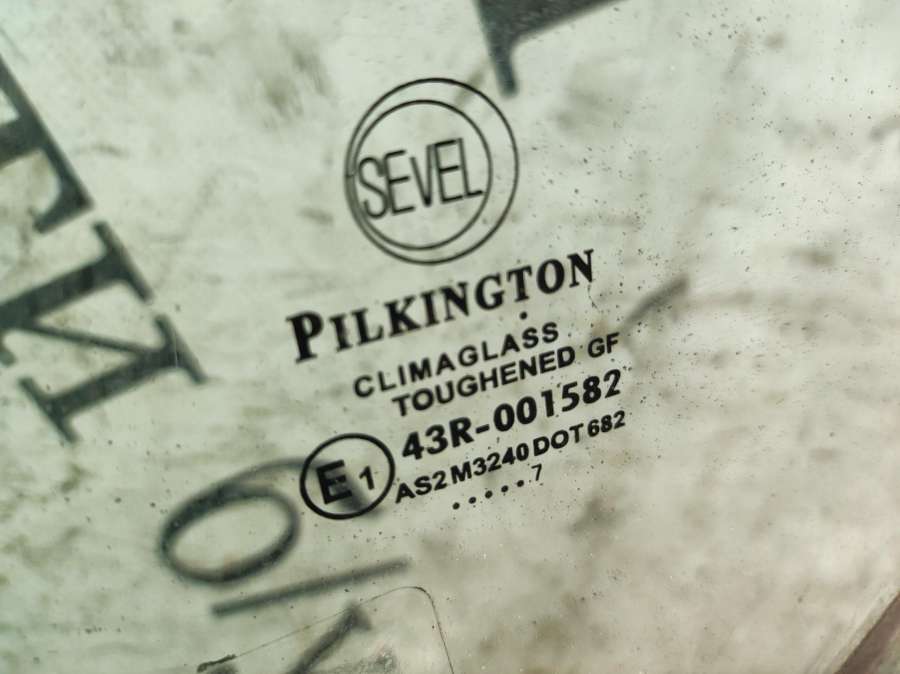 SEVEL
PILKINGTON
CLIMAGLASS
TOUGHENED GF
43R-001582
E1
AS2 M3240 DOT 682
.....7